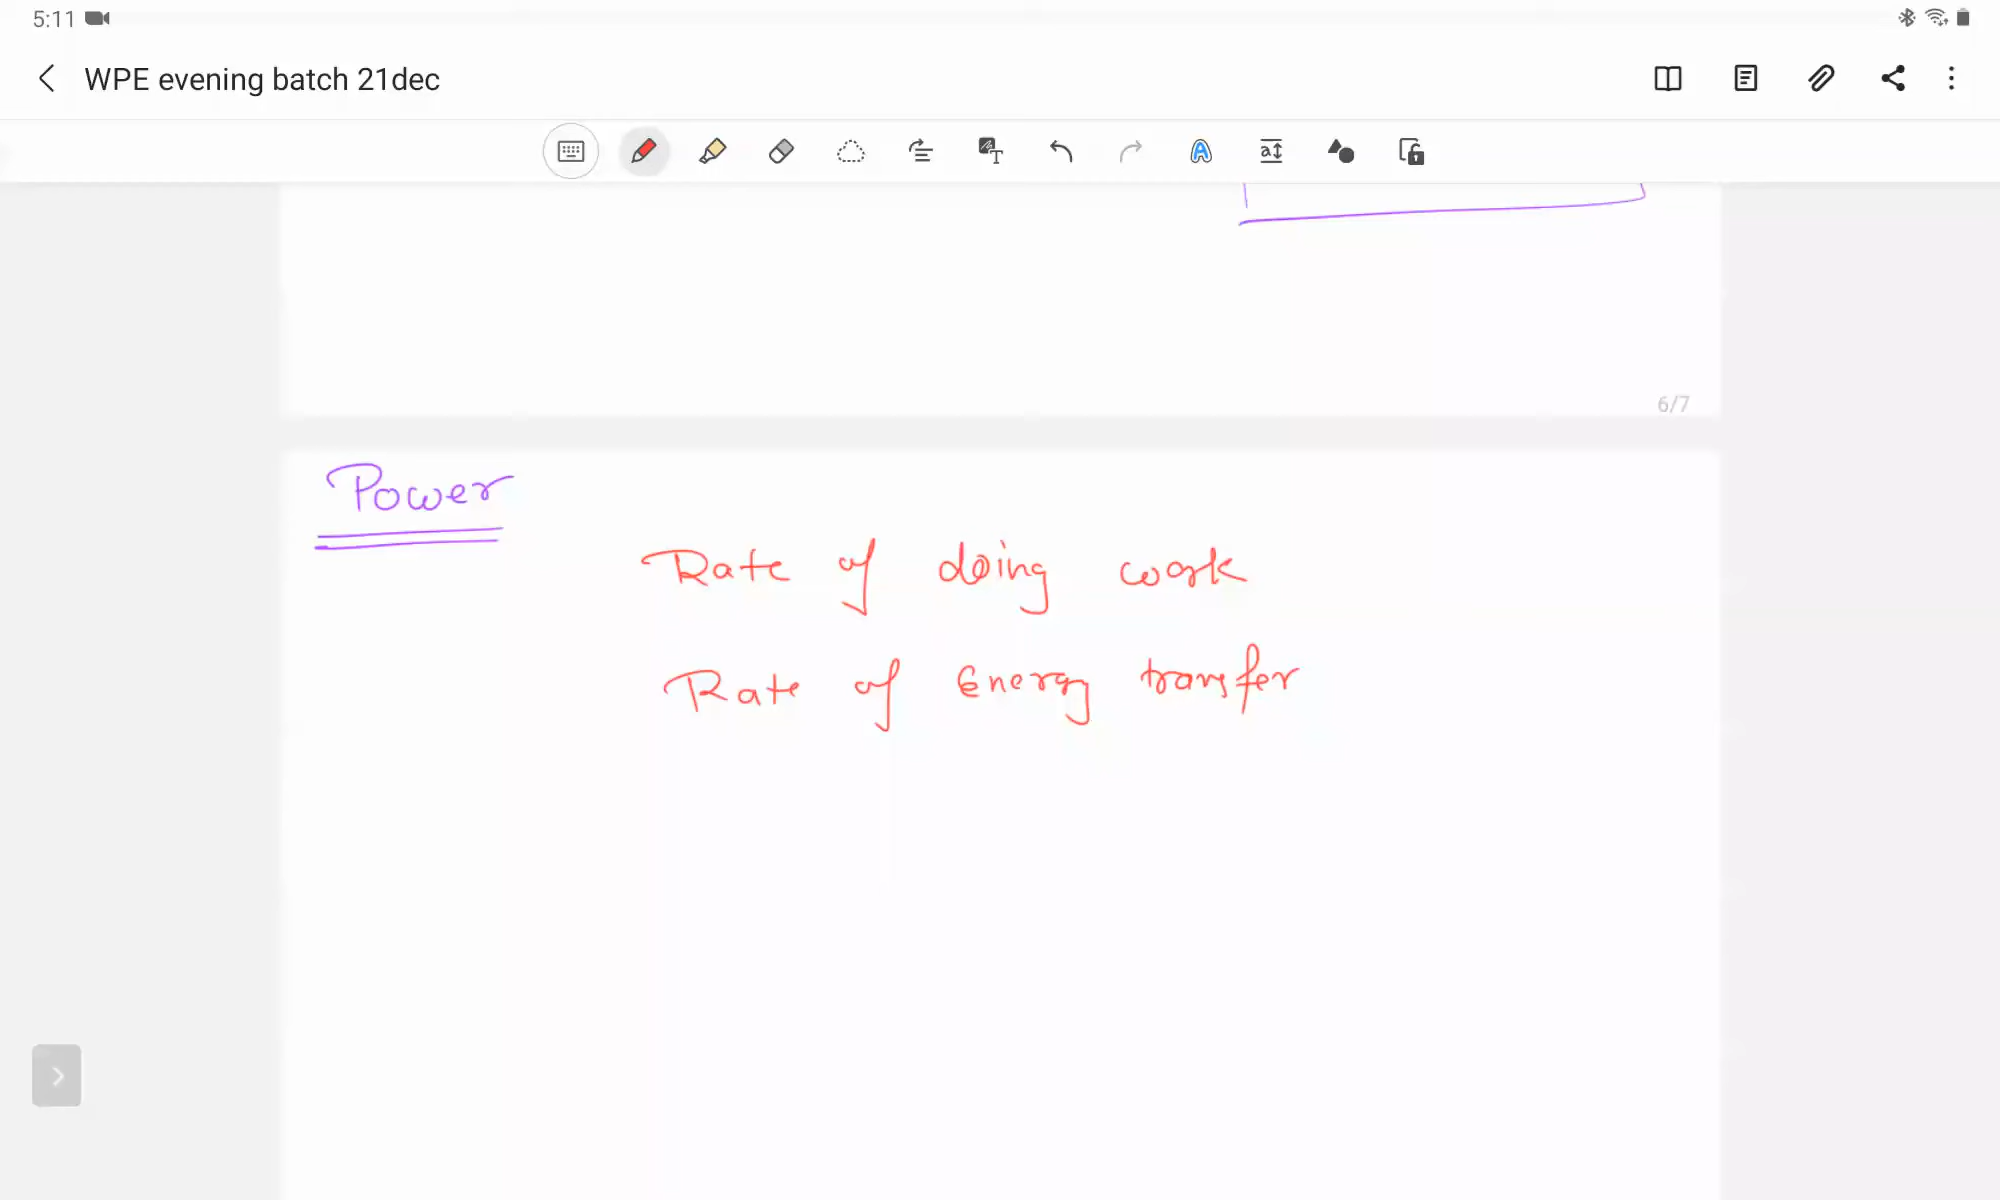 5:11
WPE evening batch 21dec
6/7
Power
Rate of doing work
Rate of Energy transfer